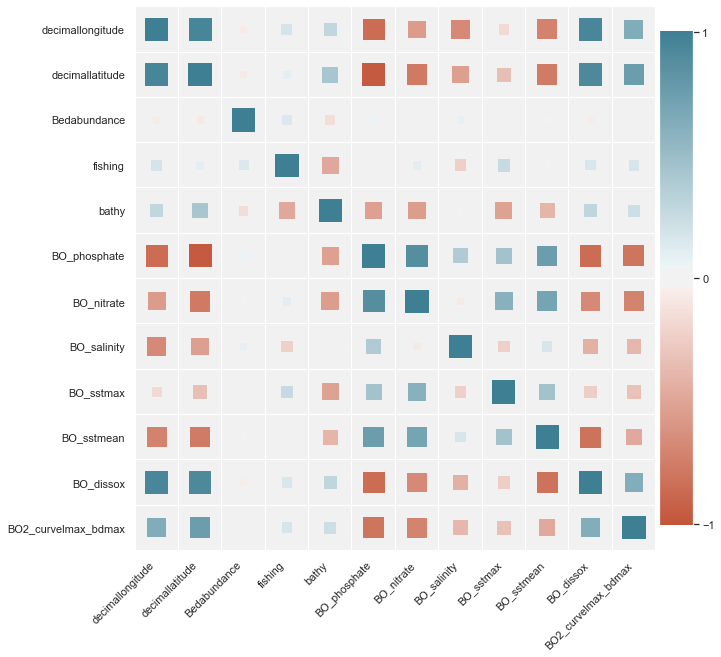 decimallongitude
decimallatitude
Bedabundance
fishing
bathy
BO_phosphate
BO_nitrate
BO_salinity
BO_sstmax
BO_sstmean
BO_dissox
BO2_curvelmax_bdmax
1
0
−1
decimallongitude
decimallatitude
Bedabundance
fishing
bathy
BO_phosphate
BO_nitrate
BO_salinity
BO_sstmax
BO_sstmean
BO_dissox
BO2_curvelmax_bdmax